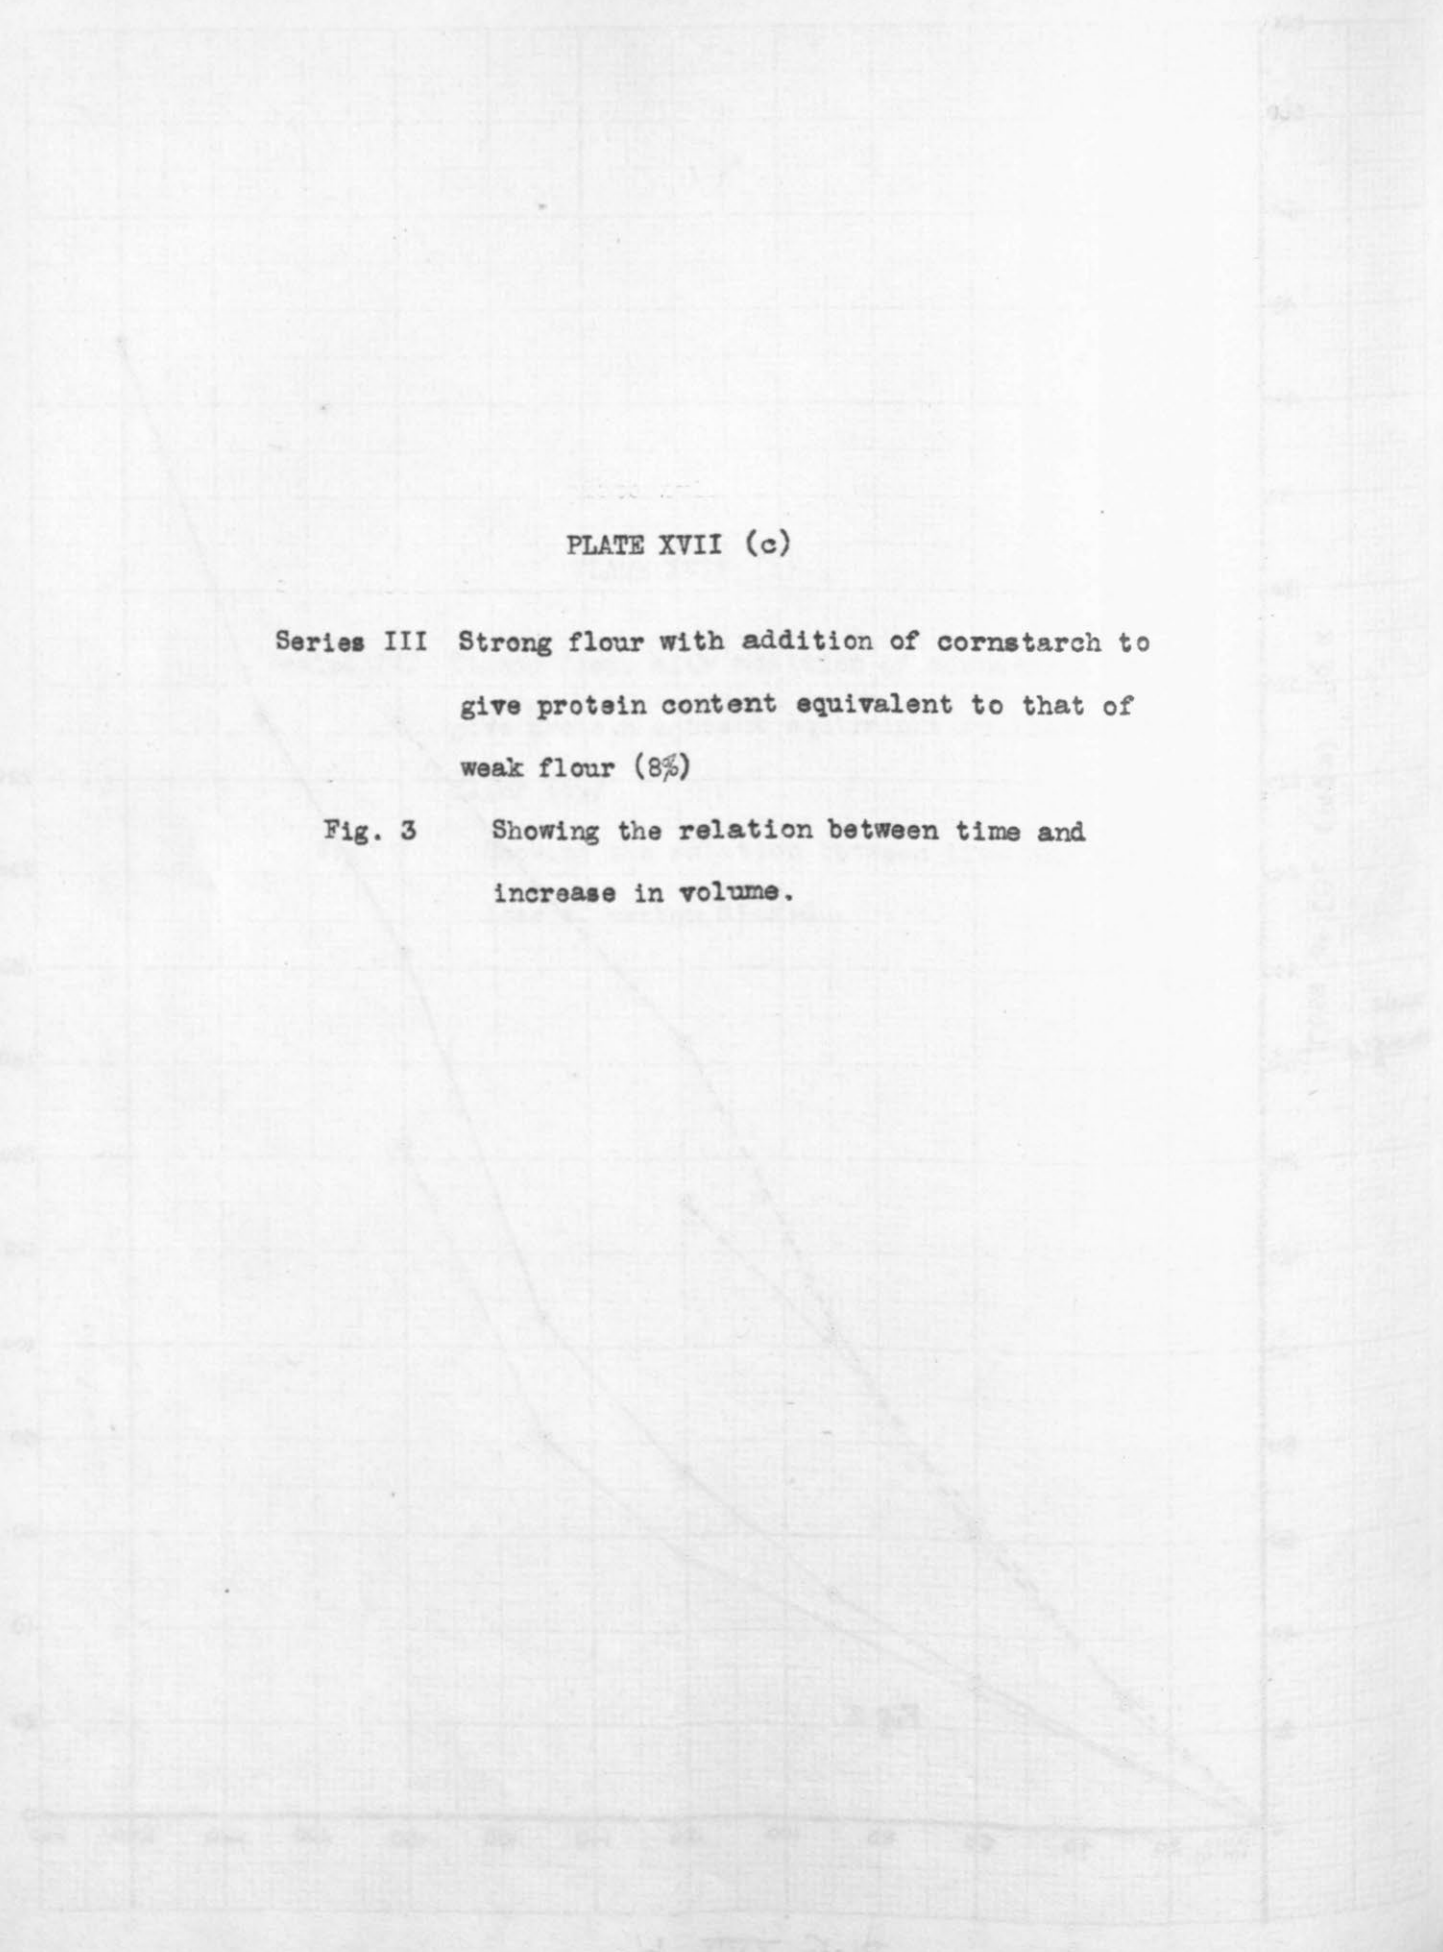 PLATE XVII (c)
Series III Strong flour with addition of cornstarch to
give protein content equivalent to that of
weak flour (8%)
Fig. 3 Showing the relation between time and
increase in volume.